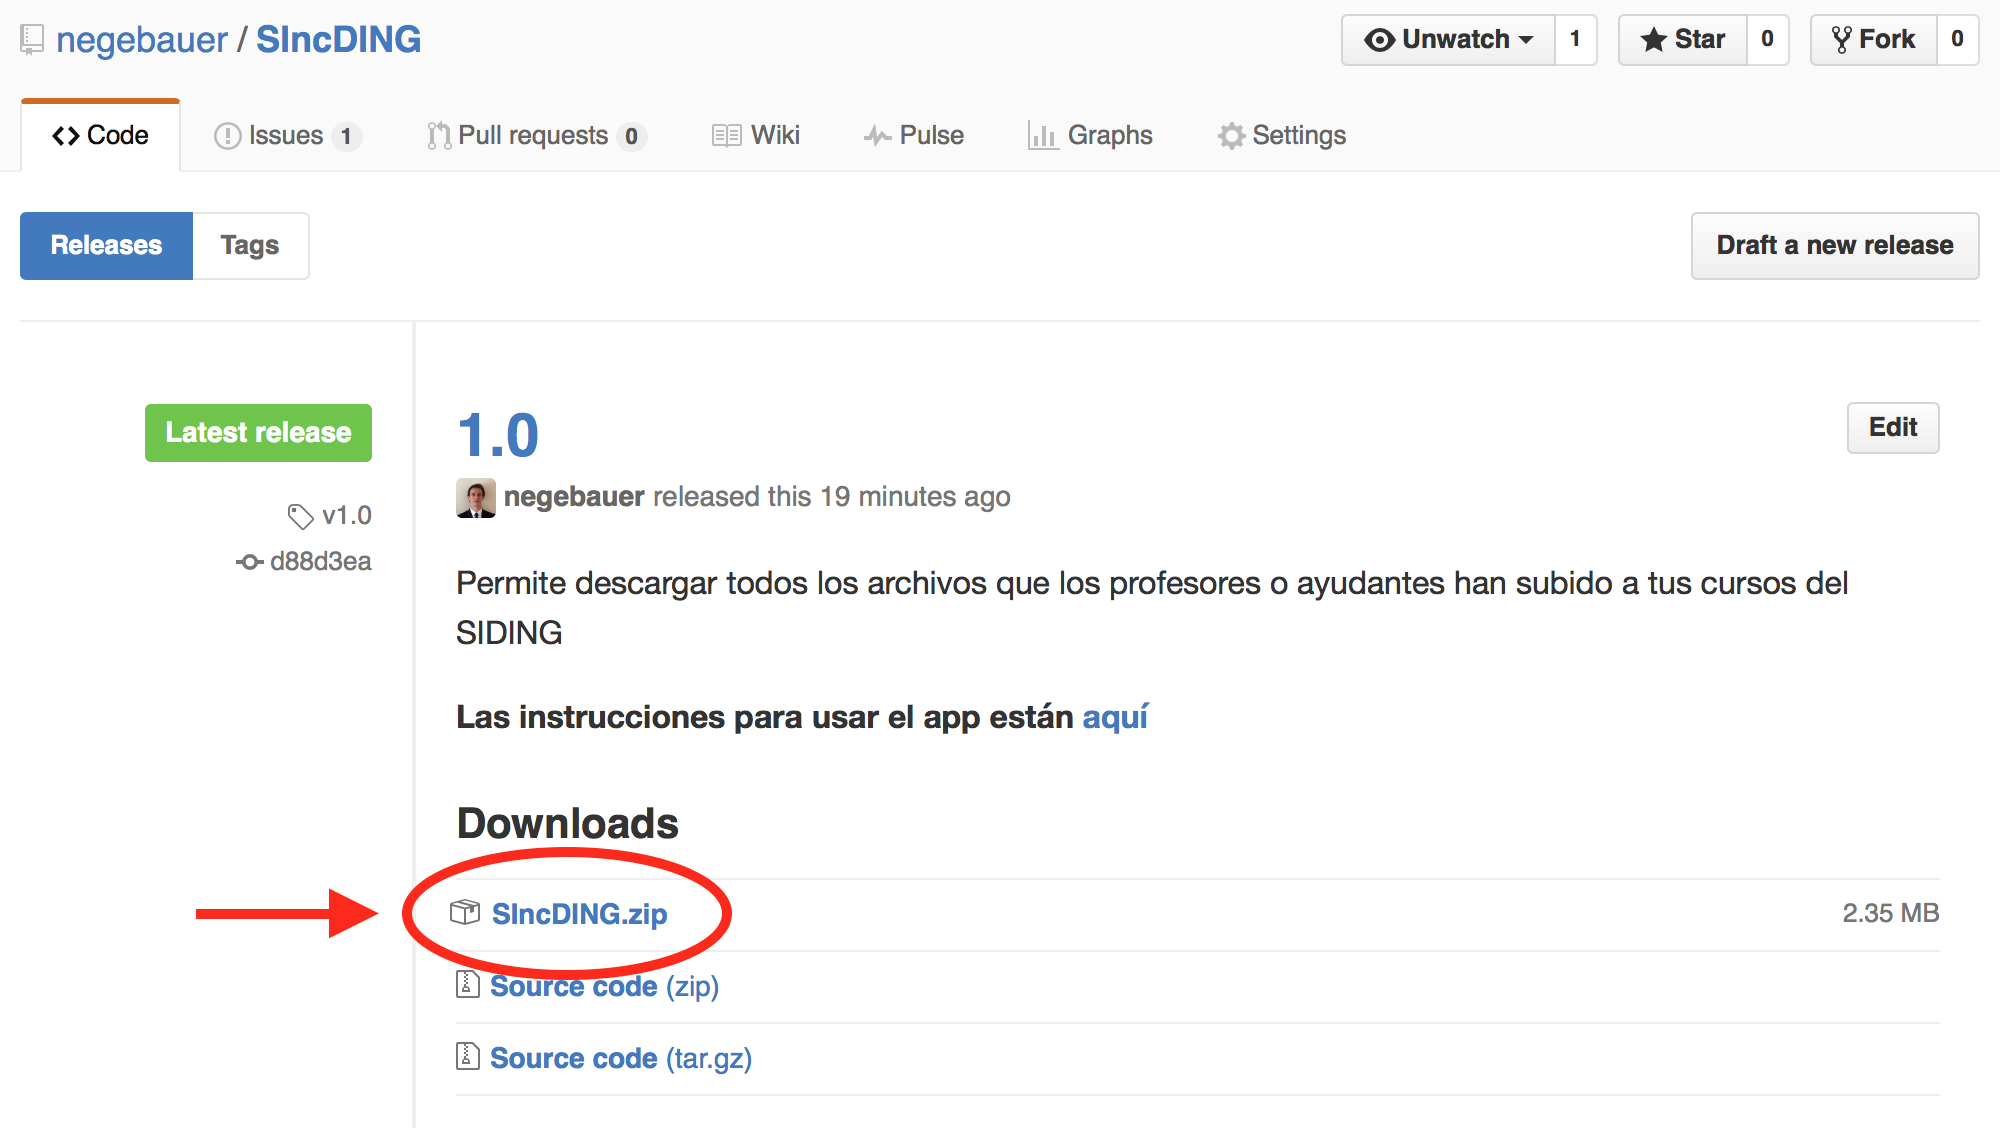 negebauer / SIncDING
Unwatch 1 Star 0 Fork 0
Code Issues 1 Pull requests 0 Wiki Pulse Graphs Settings
Releases Tags Draft a new release
Latest release
v1.0
d88d3ea
1.0 Edit
negebauer released this 19 minutes ago
Permite descargar todos los archivos que los profesores o ayudantes han subido a tus cursos del
SIDING
Las instrucciones para usar el app están aquí
Downloads
SIncDING.zip 2.35 MB
Source code (zip)
Source code (tar.gz)